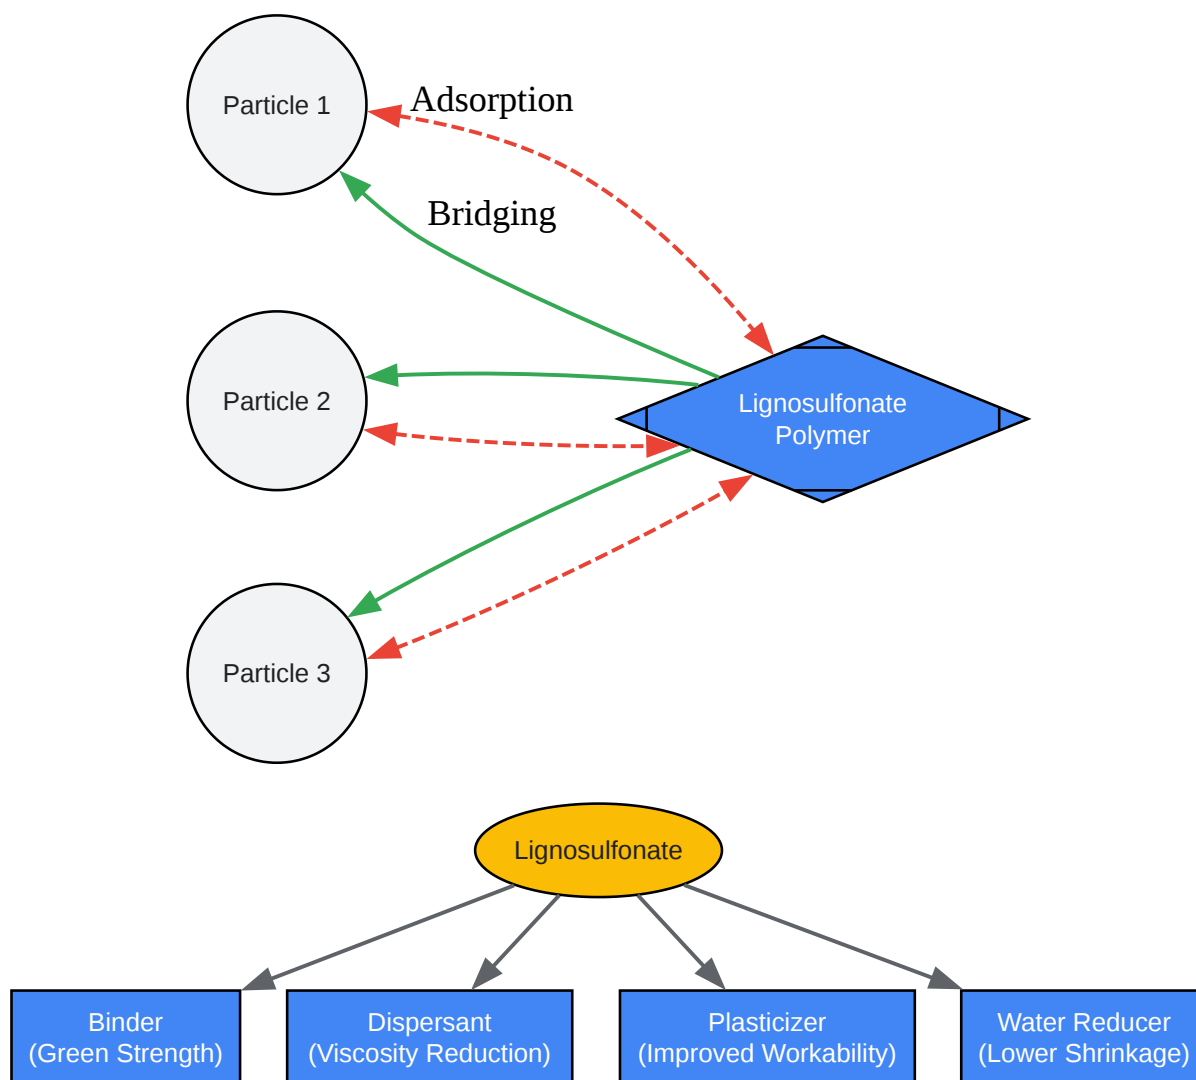 Particle 1
Adsorption
Bridging
Particle 2
Lignosulfonate
Polymer
Particle 3
Lignosulfonate
Binder
(Green Strength)
Dispersant
(Viscosity Reduction)
Plasticizer
(Improved Workability)
Water Reducer
(Lower Shrinkage)